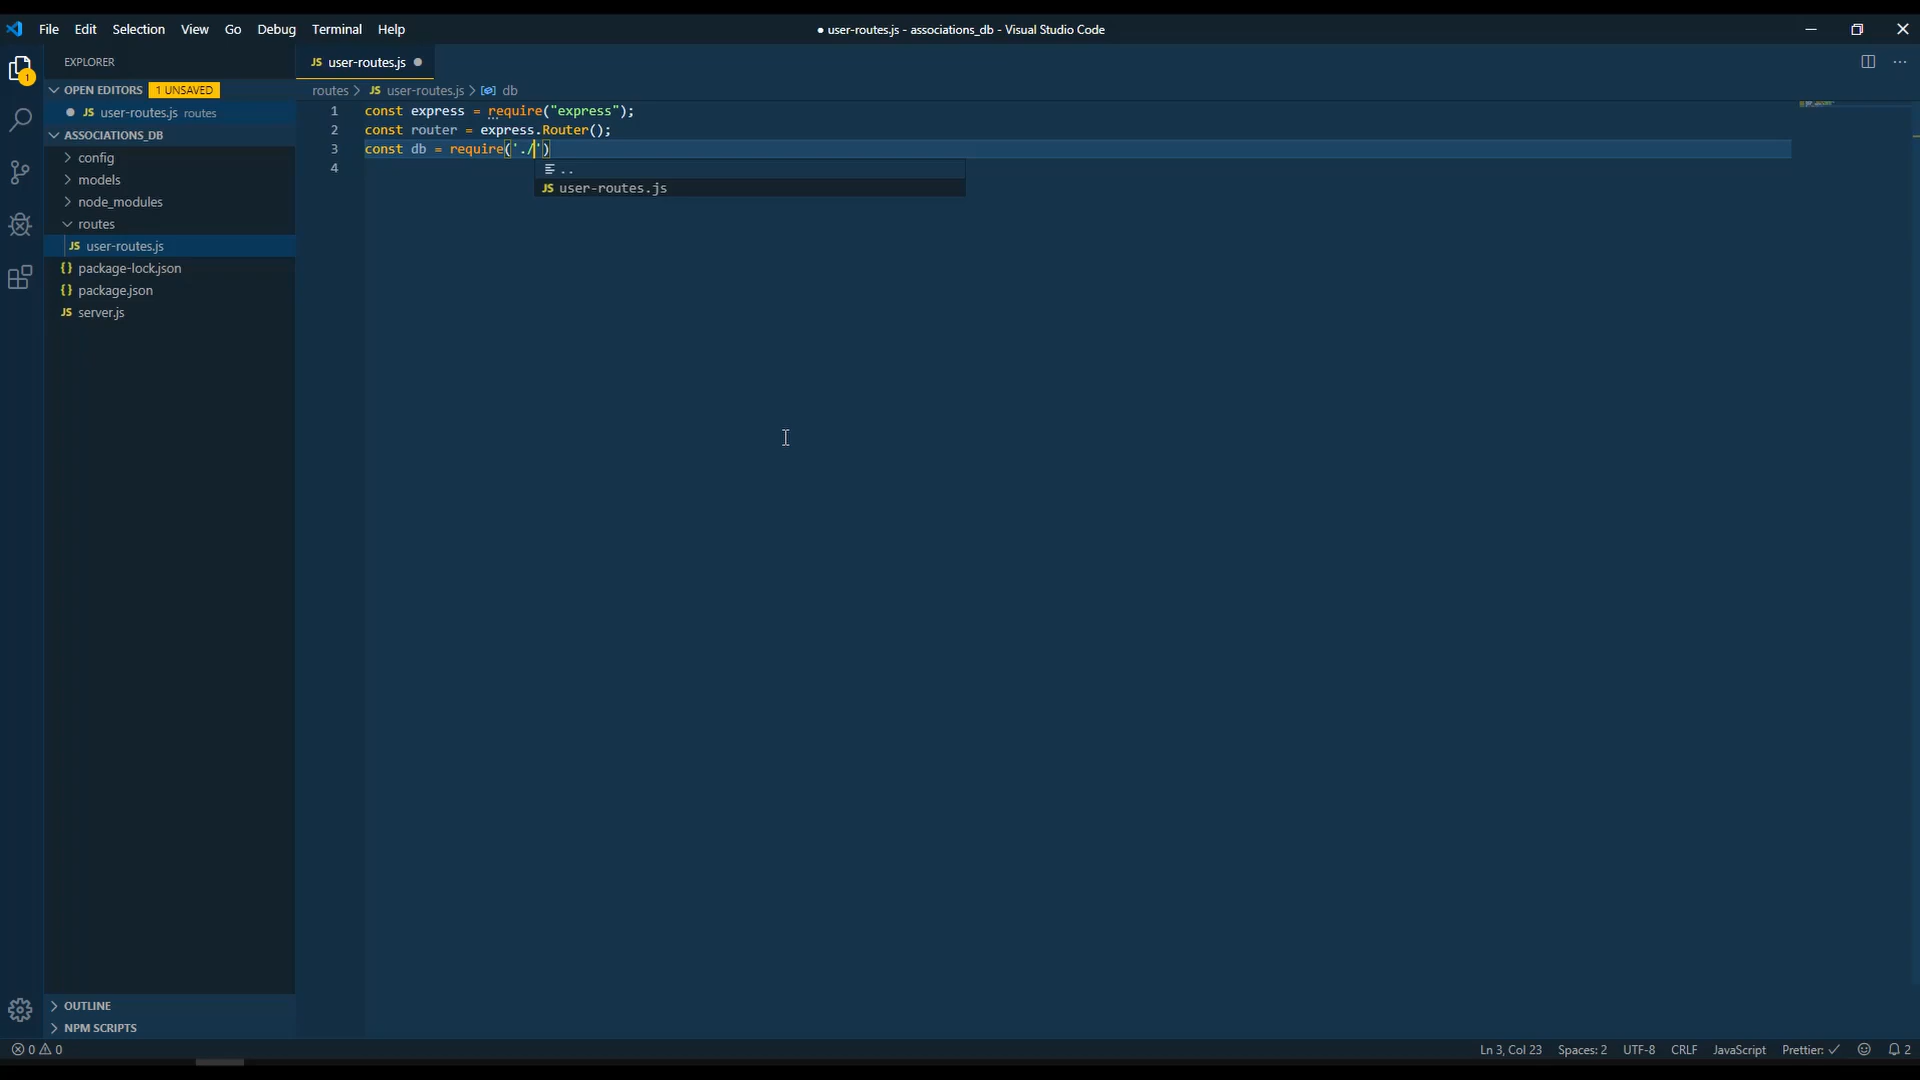 File Edit Selection View Go Debug Terminal Help
● user-routes.js - associations_db - Visual Studio Code
EXPLORER
OPEN EDITORS 1 UNSAVED
JS user-routes.js routes
ASSOCIATIONS_DB
config
models
node_modules
routes
JS user-routes.js
{} package-lock.json
{} package.json
JS server.js
OUTLINE
NPM SCRIPTS
1
JS user-routes.js ●
routes > JS user-routes.js > db
1 const express = require("express");
2 const router = express.Router();
3 const db = require('./')
4
..
JS user-routes.js
0 0
Ln 3, Col 23 Spaces: 2 UTF-8 CRLF JavaScript Prettier: ✓ 2